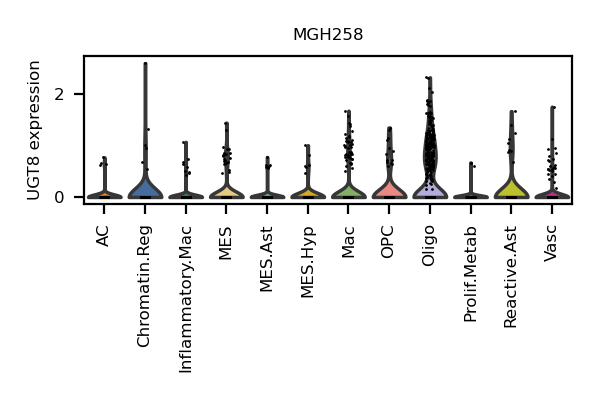 MGH258
UGT8 expression
2
0
AC
Chromatin.Reg
Inflammatory.Mac
MES
MES.Ast
MES.Hyp
Mac
OPC
Oligo
Prolif.Metab
Reactive.Ast
Vasc